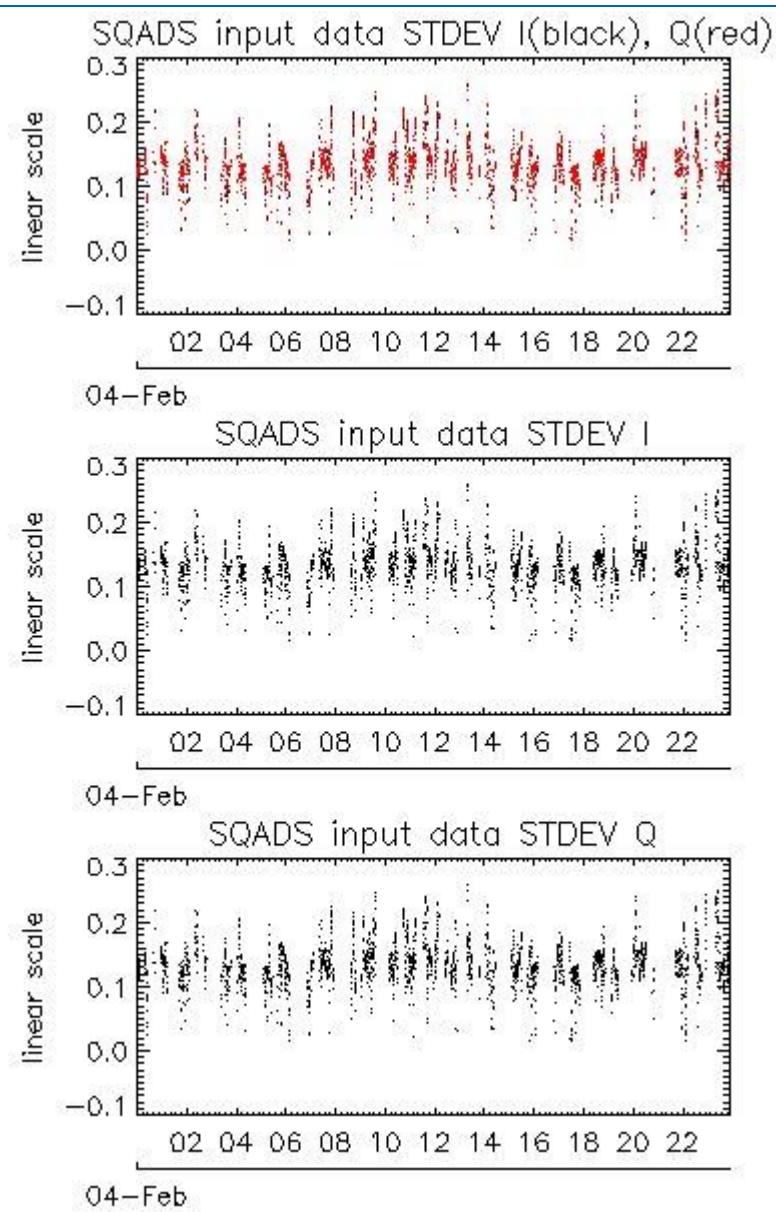 SQADS input data STDEV I(black), Q(red)
linear scale
0.3
0.2
0.1
0.0
−0.1
02 04 06 08 10 12 14 16 18 20 22
04−Feb
SQADS input data STDEV I
linear scale
0.3
0.2
0.1
0.0
−0.1
02 04 06 08 10 12 14 16 18 20 22
04−Feb
SQADS input data STDEV Q
linear scale
0.3
0.2
0.1
0.0
−0.1
02 04 06 08 10 12 14 16 18 20 22
04−Feb